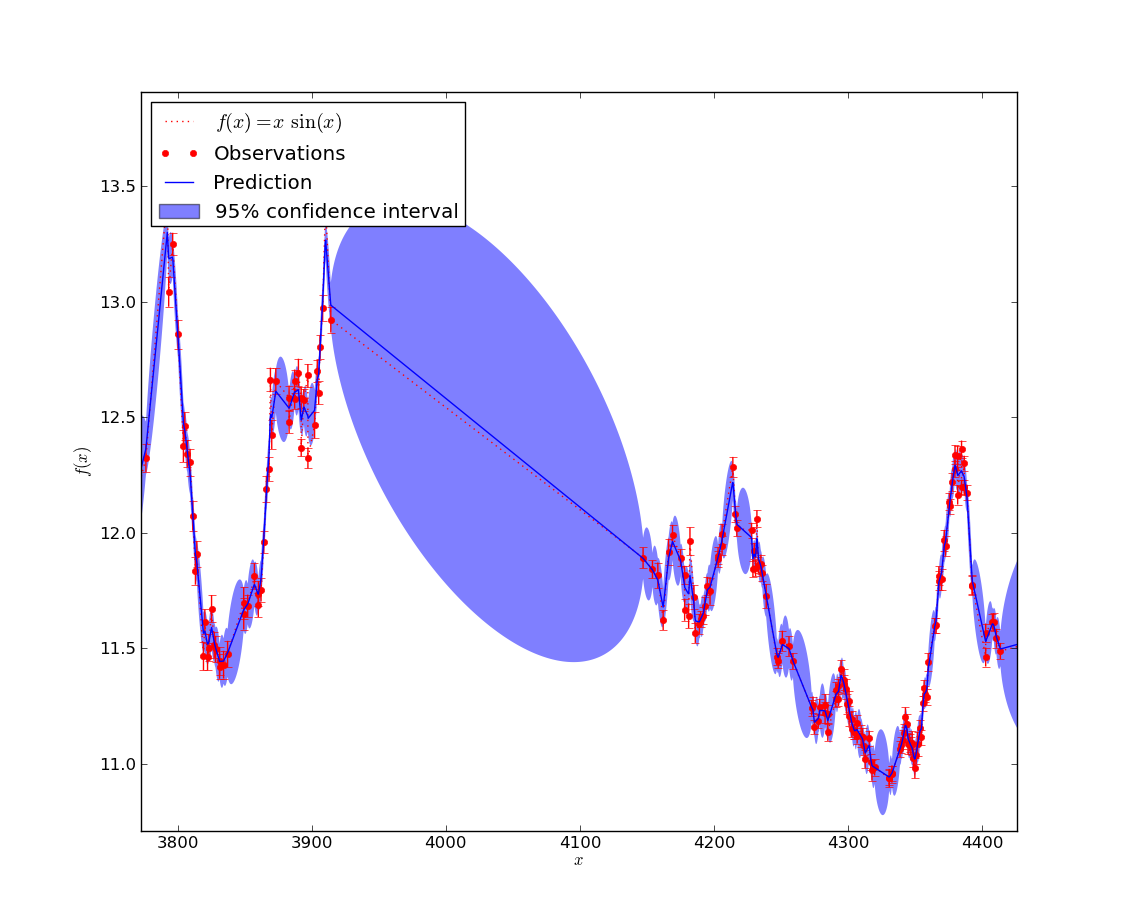 f(x) = x sin(x)
Observations
Prediction
95% confidence interval
13.5
13.0
12.5
12.0
11.5
11.0
f(x)
3800 3900 4000 4100 4200 4300 4400
x